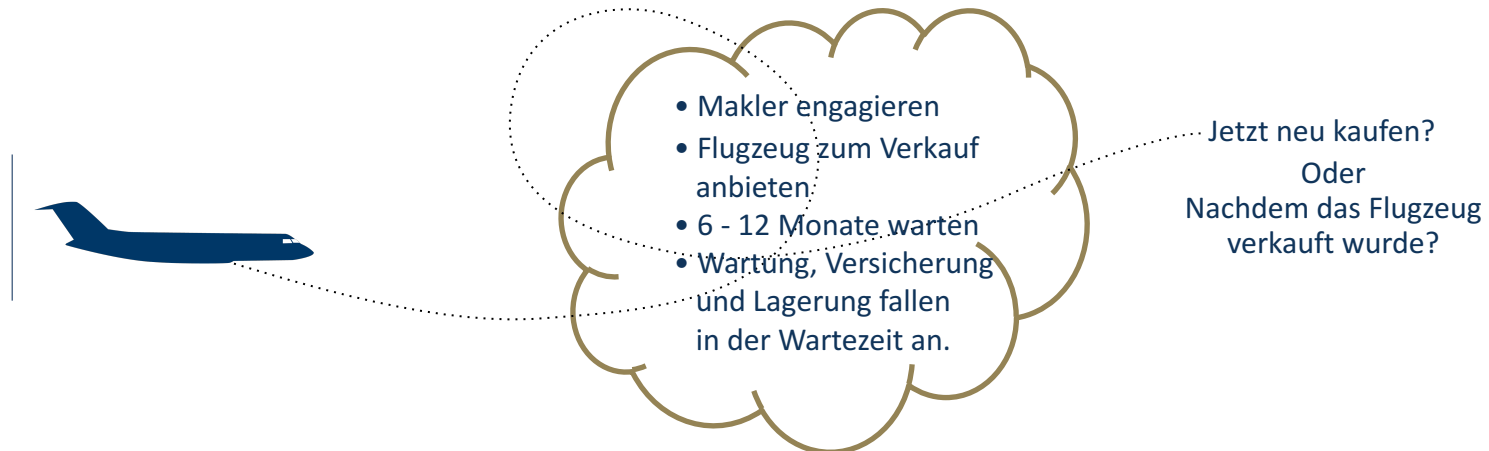 • Makler engagieren
• Flugzeug zum Verkauf
anbieten
• 6 - 12 Monate warten
• Wartung, Versicherung
und Lagerung fallen
in der Wartezeit an.
Jetzt neu kaufen?
Oder
Nachdem das Flugzeug
verkauft wurde?